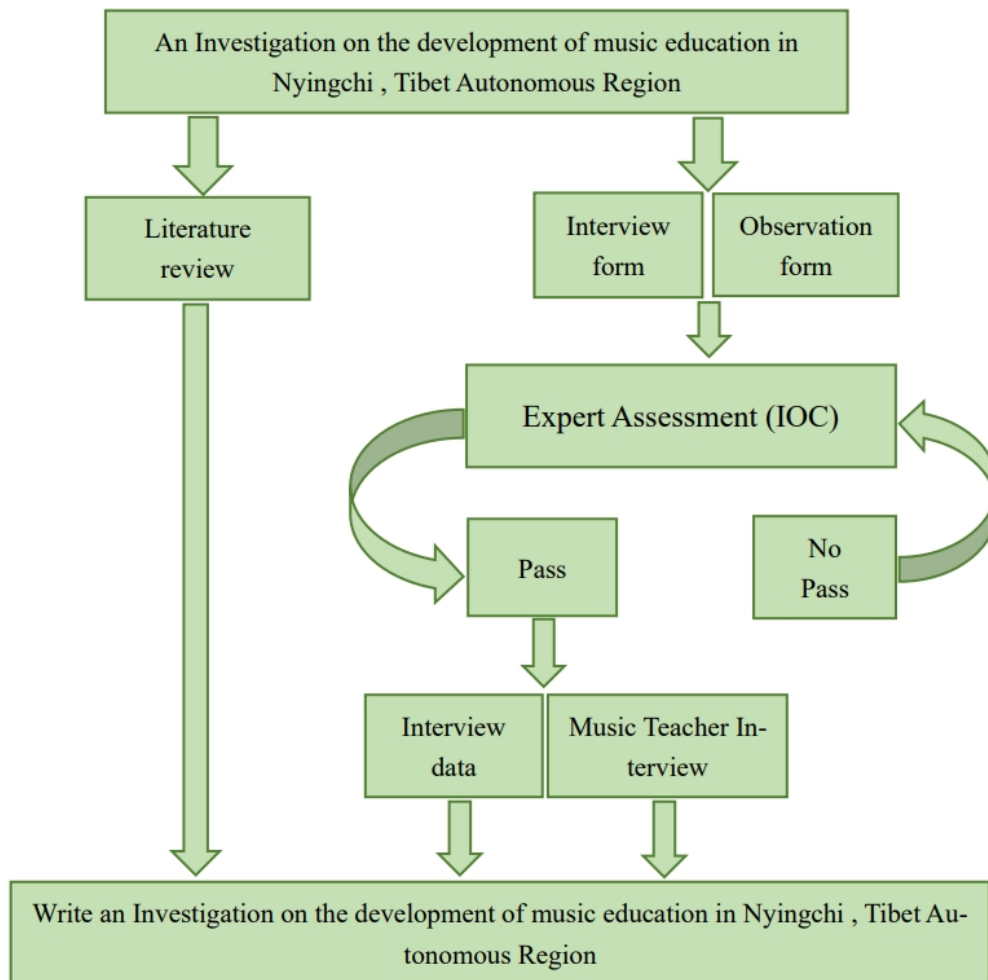 An Investigation on the development of music education in
Nyingchi , Tibet Autonomous Region
Literature
review
Interview
form
Observation
form
Expert Assessment (IOC)
Pass
No
Pass
Interview
data
Music Teacher In-
terview
Write an Investigation on the development of music education in Nyingchi , Tibet Au-
tonomous Region